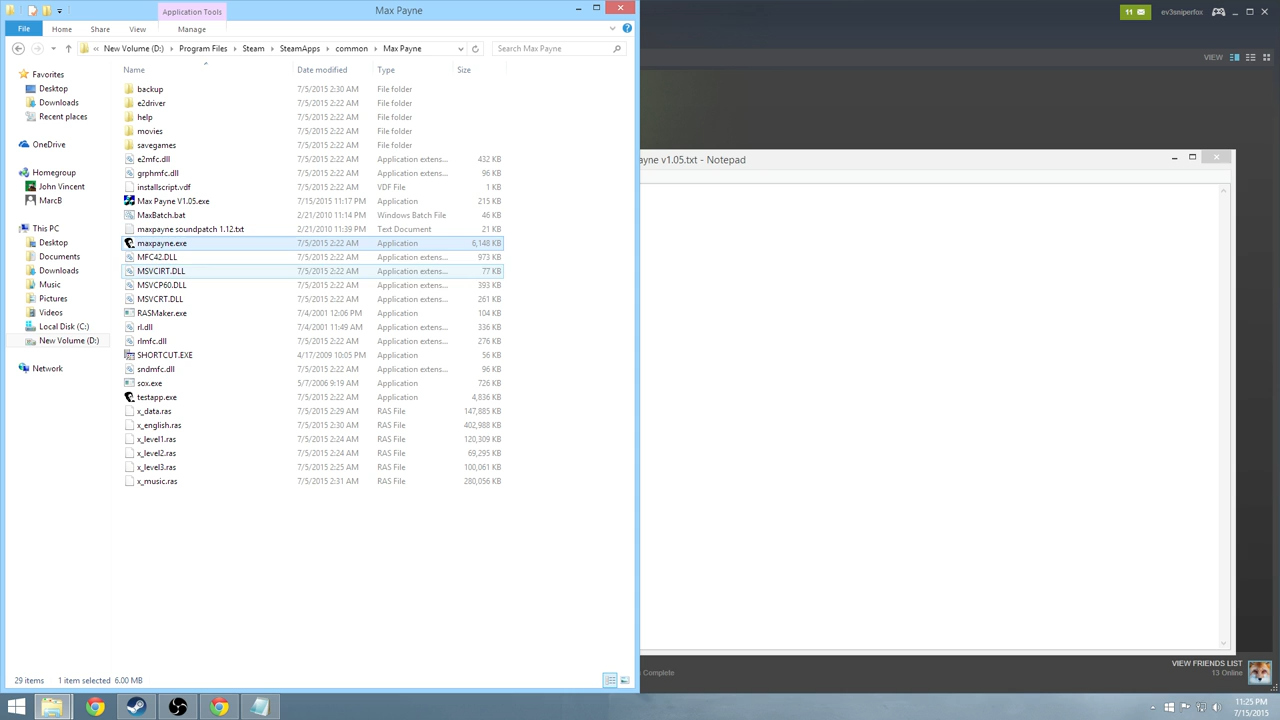 Application Tools
Max Payne
File Home Share View Manage
« New Volume (D:) Program Files Steam SteamApps common Max Payne
Search Max Payne
Name Date modified Type Size
Favorites
Desktop
Downloads
Recent places
OneDrive
Homegroup
John Vincent
MarcB
This PC
Desktop
Documents
Downloads
Music
Pictures
Videos
Local Disk (C:)
New Volume (D:)
Network
backup 7/5/2015 2:30 AM File folder
e2driver 7/5/2015 2:22 AM File folder
help 7/5/2015 2:22 AM File folder
movies 7/5/2015 2:22 AM File folder
savegames 7/5/2015 2:22 AM File folder
e2mfc.dll 7/5/2015 2:22 AM Application extens... 432 KB
grphmfc.dll 7/5/2015 2:22 AM Application extens... 96 KB
installscript.vdf 7/5/2015 2:22 AM VDF File 1 KB
Max Payne V1.05.exe 7/15/2015 11:17 PM Application 215 KB
MaxBatch.bat 2/21/2010 11:14 PM Windows Batch File 46 KB
maxpayne soundpatch 1.12.txt 2/21/2010 11:39 PM Text Document 21 KB
maxpayne.exe 7/5/2015 2:22 AM Application 6,148 KB
MFC42.DLL 7/5/2015 2:22 AM Application extens... 973 KB
MSVCIRT.DLL 7/5/2015 2:22 AM Application extens... 77 KB
MSVCP60.DLL 7/5/2015 2:22 AM Application extens... 393 KB
MSVCRT.DLL 7/5/2015 2:22 AM Application extens... 261 KB
RASMaker.exe 7/4/2001 12:06 PM Application 104 KB
rl.dll 7/4/2001 11:49 AM Application extens... 336 KB
rlmfc.dll 7/5/2015 2:22 AM Application extens... 276 KB
SHORTCUT.EXE 4/17/2009 10:05 PM Application 56 KB
sndmfc.dll 7/5/2015 2:22 AM Application extens... 96 KB
sox.exe 5/7/2006 9:19 AM Application 726 KB
testapp.exe 7/5/2015 2:22 AM Application 4,836 KB
x_data.ras 7/5/2015 2:29 AM RAS File 147,885 KB
x_english.ras 7/5/2015 2:30 AM RAS File 402,988 KB
x_level1.ras 7/5/2015 2:24 AM RAS File 120,309 KB
x_level2.ras 7/5/2015 2:24 AM RAS File 69,295 KB
x_level3.ras 7/5/2015 2:25 AM RAS File 100,061 KB
x_music.ras 7/5/2015 2:31 AM RAS File 280,056 KB
29 items 1 item selected 6.00 MB
11 ev3sniperfox
VIEW
ayne v1.05.txt - Notepad
Complete
VIEW FRIENDS LIST
13 Online
11:25 PM
7/15/2015